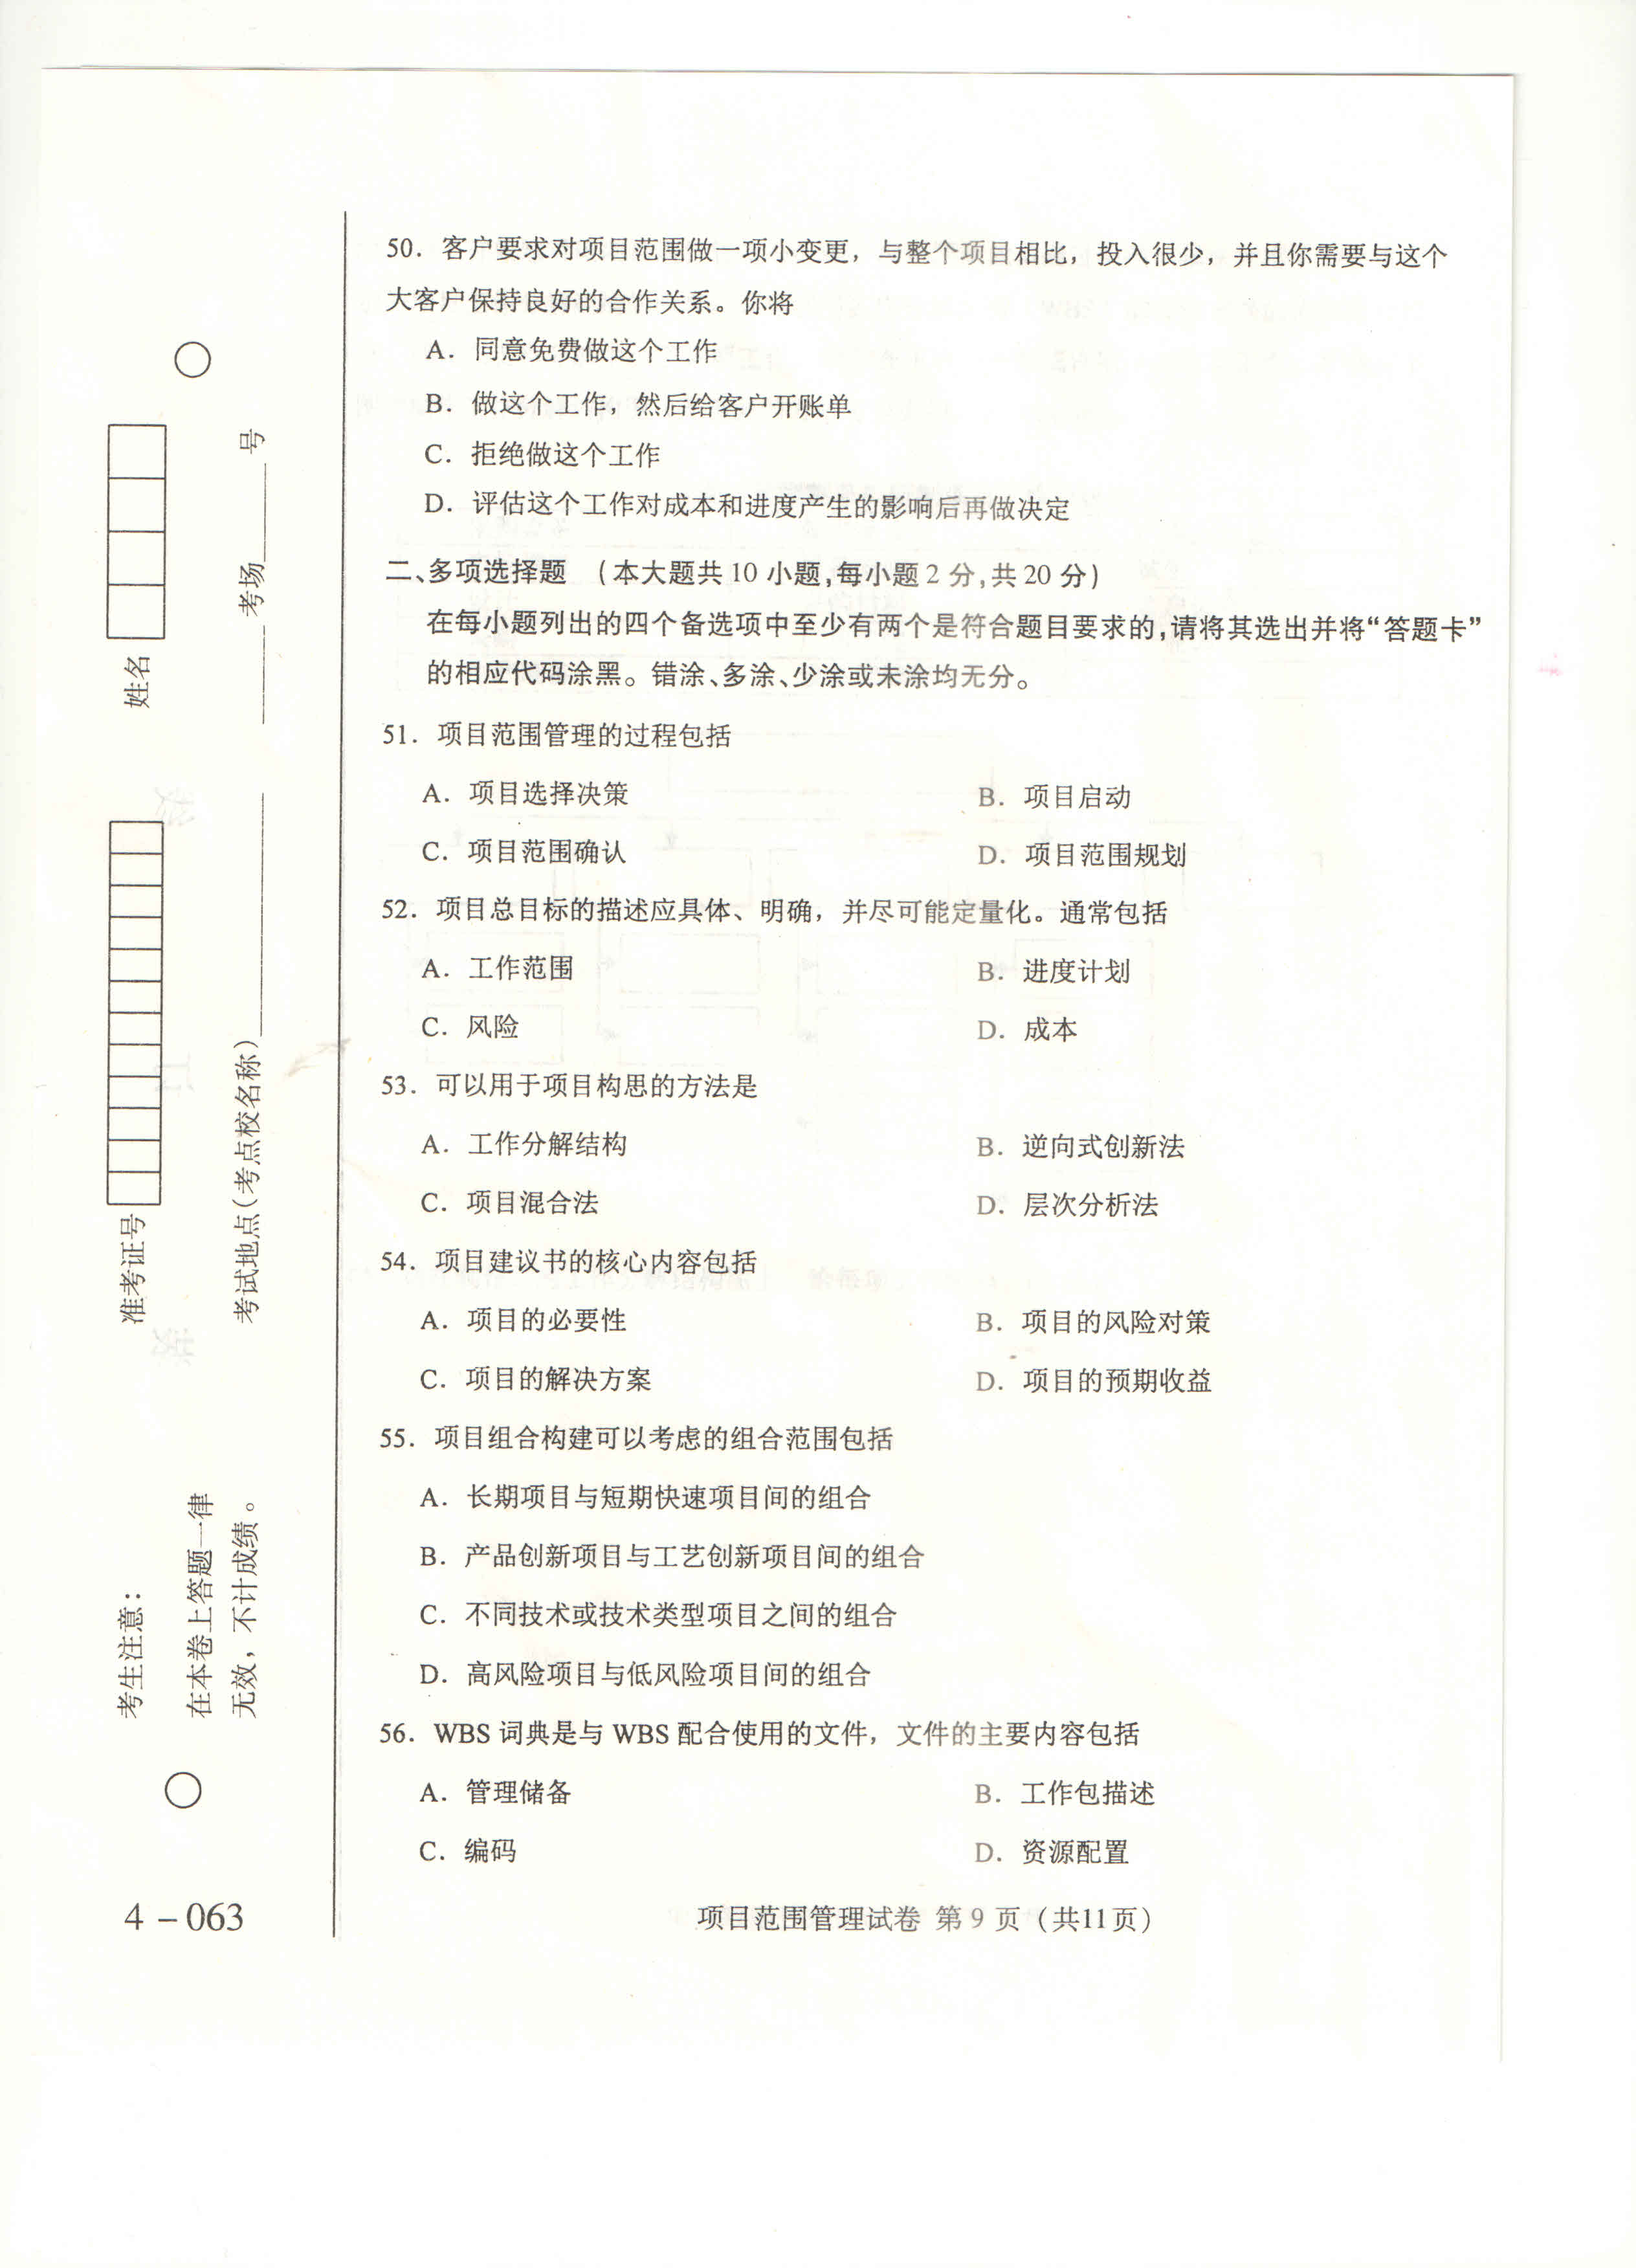 50. 客户要求对项目范围做一项小变更，与整个项目相比，投入很少，并且你需要与这个
大客户保持良好的合作关系。你将
A. 同意免费做这个工作
B. 做这个工作，然后给客户开账单
C. 拒绝做这个工作
D. 评估这个工作对成本和进度产生的影响后再做决定
二、多项选择题 （本大题共 10 小题，每小题 2 分，共 20 分）
在每小题列出的四个备选项中至少有两个是符合题目要求的，请将其选出并将“答题卡”
的相应代码涂黑。错涂、多涂、少涂或未涂均无分。
51. 项目范围管理的过程包括
A. 项目选择决策 B. 项目启动
C. 项目范围确认 D. 项目范围规划
52. 项目总目标的描述应具体、明确，并尽可能定量化。通常包括
A. 工作范围 B. 进度计划
C. 风险 D. 成本
53. 可以用于项目构思的方法是
A. 工作分解结构 B. 逆向式创新法
C. 项目混合法 D. 层次分析法
54. 项目建议书的核心内容包括
A. 项目的必要性 B. 项目的风险对策
C. 项目的解决方案 D. 项目的预期收益
55. 项目组合构建可以考虑的组合范围包括
A. 长期项目与短期快速项目间的组合
B. 产品创新项目与工艺创新项目间的组合
C. 不同技术或技术类型项目之间的组合
D. 高风险项目与低风险项目间的组合
56. WBS 词典是与 WBS 配合使用的文件，文件的主要内容包括
A. 管理储备 B. 工作包描述
C. 编码 D. 资源配置
项目范围管理试卷 第 9 页（共11页）
姓名
准考证号
考试地点（考点校名称）________ ____考场____号
考生注意：
在本卷上答题一律
无效，不计成绩。
4－063